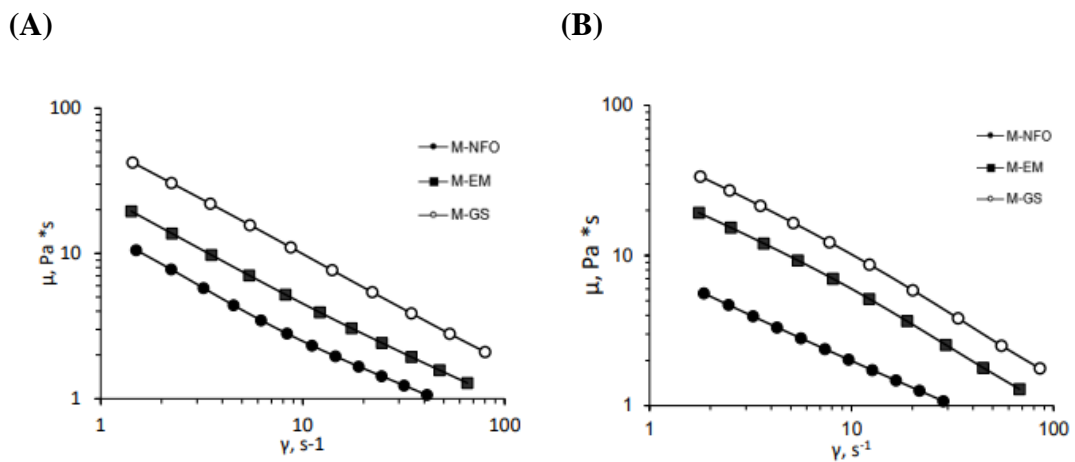 (A)
(B)
100
10
1
μ, Pa *s
1
10
100
γ, s-1
M-NFO
M-EM
M-GS
100
10
1
μ, Pa *s
1
10
100
γ, s⁻¹
M-NFO
M-EM
M-GS